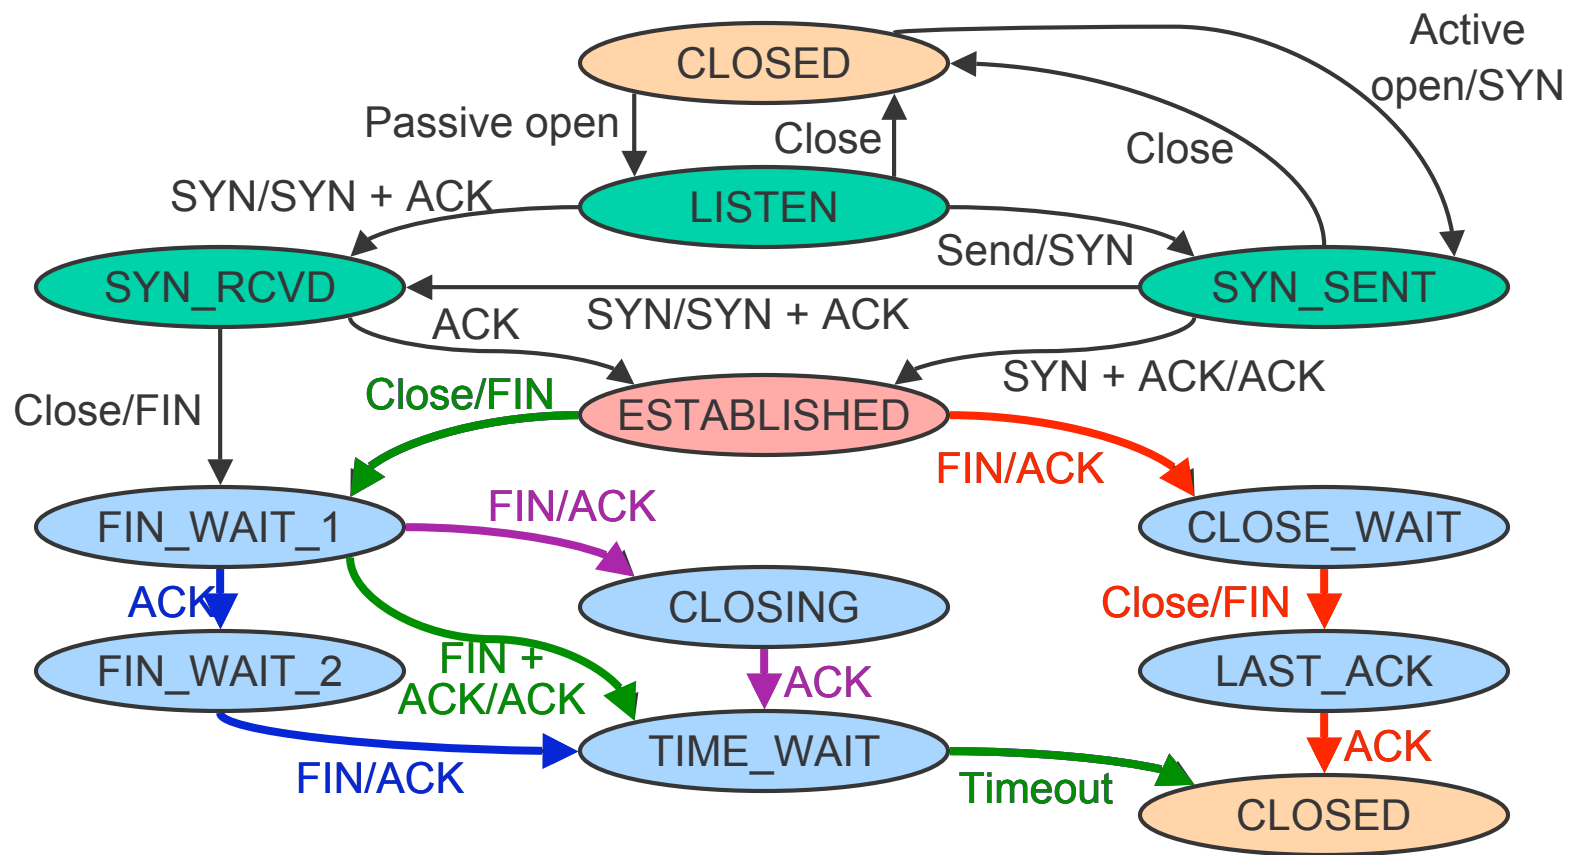 CLOSED
Active
open/SYN
Passive open
Close
Close
SYN/SYN + ACK
LISTEN
Send/SYN
SYN_RCVD
SYN_SENT
ACK
SYN/SYN + ACK
SYN + ACK/ACK
Close/FIN
Close/FIN
ESTABLISHED
FIN/ACK
FIN/ACK
FIN_WAIT_1
CLOSE_WAIT
ACK
CLOSING
Close/FIN
FIN_WAIT_2
FIN +
ACK/ACK
ACK
LAST_ACK
FIN/ACK
TIME_WAIT
Timeout
ACK
CLOSED